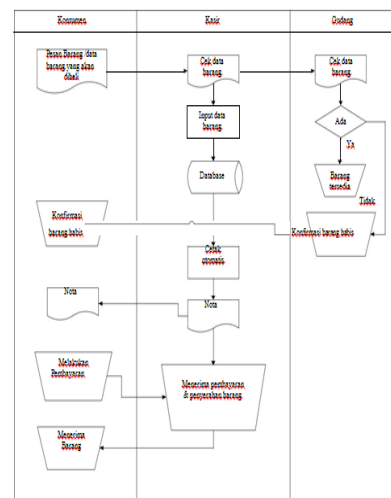 Konsumen
Kasir
Gudang
Pesan Barang /data
barang yang akan
dibeli
Cek data
barang
Cek data
barang
Input data
barang
Ada
Ya
Database
Barang
tersedia
Tidak
Konfirmasi
barang habis
Konfirmasi barang habis
Cetak
otomatis
Nota
Nota
Melakukan
Pembayaran
Menerima pembayaran
& penyerahan barang
Menerima
Barang